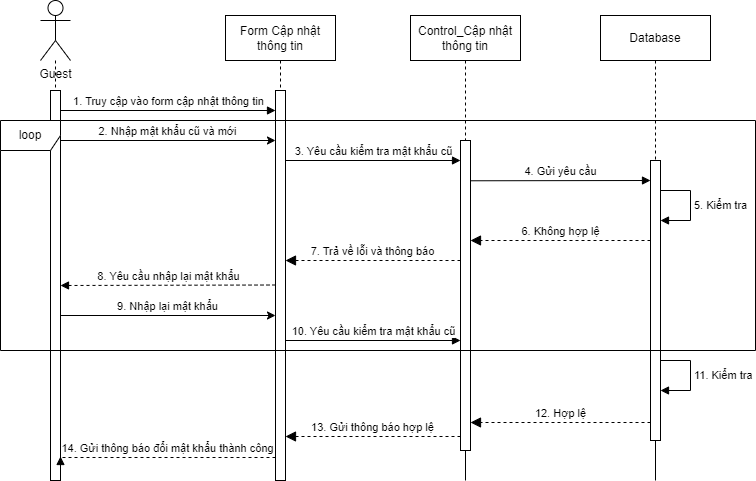 Form Cập nhật
thông tin
Control_Cập nhật
thông tin
Database
Guest
1. Truy cập vào form cập nhật thông tin
loop
2. Nhập mật khẩu cũ và mới
3. Yêu cầu kiểm tra mật khẩu cũ
4. Gửi yêu cầu
5. Kiểm tra
6. Không hợp lệ
7. Trả về lỗi và thông báo
8. Yêu cầu nhập lại mật khẩu
9. Nhập lại mật khẩu
10. Yêu cầu kiểm tra mật khẩu cũ
11. Kiểm tra
12. Hợp lệ
13. Gửi thông báo hợp lệ
14. Gửi thông báo đổi mật khẩu thành công